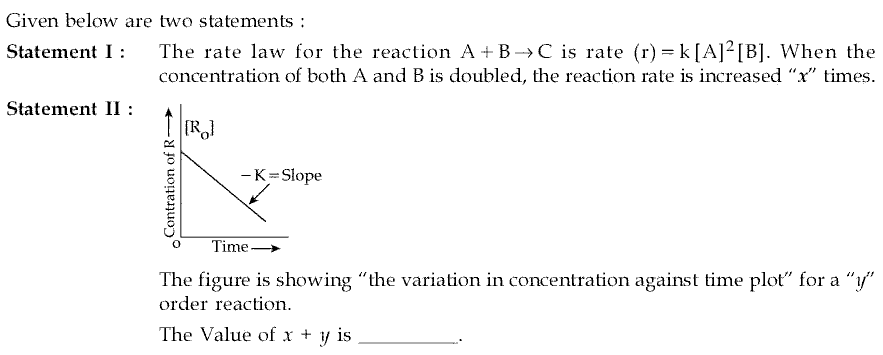 Given below are two statements :
Statement I : The rate law for the reaction A + B → C is rate (r) = k [A]²[B]. When the
concentration of both A and B is doubled, the reaction rate is increased “x” times.
Statement II :
[R₀]
Contration of R →
– K = Slope
O
Time →
The figure is showing “the variation in concentration against time plot” for a “y”
order reaction.
The Value of x + y is __________.